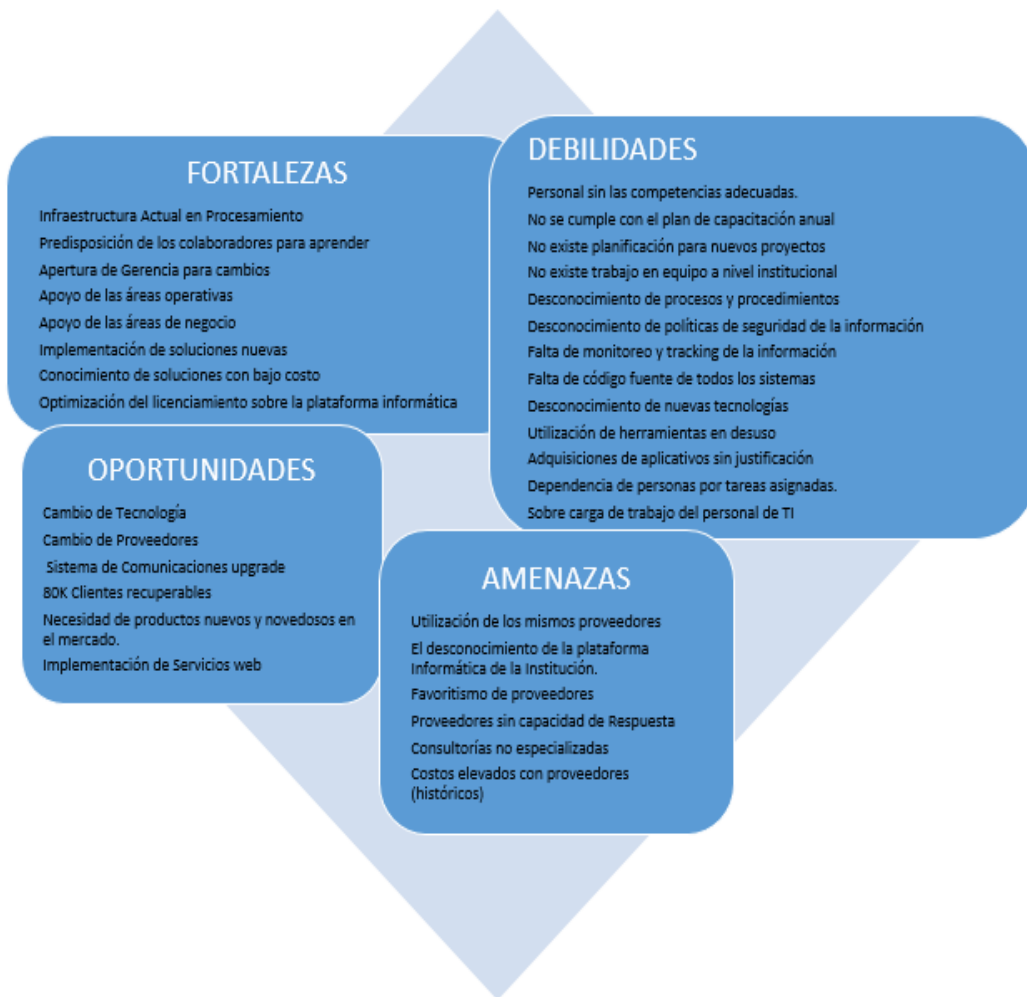 FORTALEZAS
Infraestructura Actual en Procesamiento
Predisposición de los colaboradores para aprender
Apertura de Gerencia para cambios
Apoyo de las áreas operativas
Apoyo de las áreas de negocio
Implementación de soluciones nuevas
Conocimiento de soluciones con bajo costo
Optimización del licenciamiento sobre la plataforma informática
DEBILIDADES
Personal sin las competencias adecuadas.
No se cumple con el plan de capacitación anual
No existe planificación para nuevos proyectos
No existe trabajo en equipo a nivel institucional
Desconocimiento de procesos y procedimientos
Desconocimiento de políticas de seguridad de la información
Falta de monitoreo y tracking de la información
Falta de código fuente de todos los sistemas
Desconocimiento de nuevas tecnologías
Utilización de herramientas en desuso
Adquisiciones de aplicativos sin justificación
Dependencia de personas por tareas asignadas.
Sobre carga de trabajo del personal de TI
OPORTUNIDADES
Cambio de Tecnología
Cambio de Proveedores
Sistema de Comunicaciones upgrade
80K Clientes recuperables
Necesidad de productos nuevos y novedosos en
el mercado.
Implementación de Servicios web
AMENAZAS
Utilización de los mismos proveedores
El desconocimiento de la plataforma
Informática de la Institución.
Favoritismo de proveedores
Proveedores sin capacidad de Respuesta
Consultorías no especializadas
Costos elevados con proveedores
(históricos)